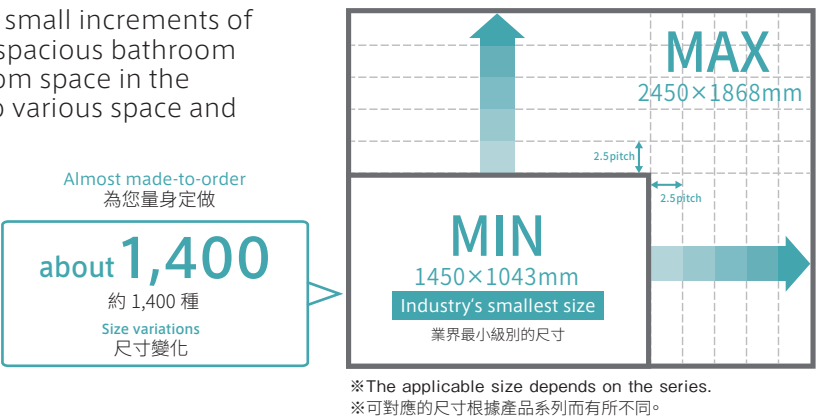 small increments of
spacious bathroom
om space in the
various space and
Almost made-to-order
為您量身定做
about 1,400
約 1,400 種
Size variations
尺寸變化
MAX
2450×1868mm
2.5pitch
2.5pitch
MIN
1450×1043mm
Industry's smallest size
業界最小級別的尺寸
※The applicable size depends on the series.
※可對應的尺寸根據產品系列而有所不同。